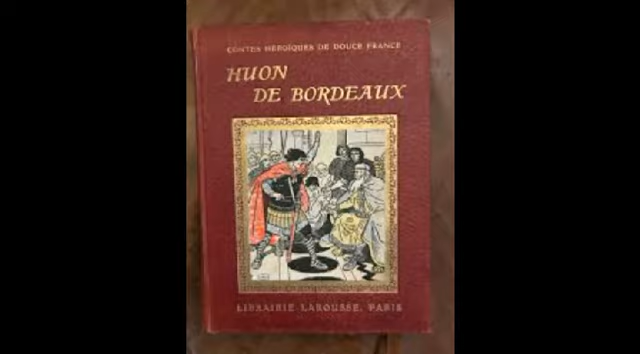 CONTES HÉROÏQUES DE DOUCE FRANCE
HUON
DE BORDEAUX
LIBRAIRIE LAROUSSE, PARIS